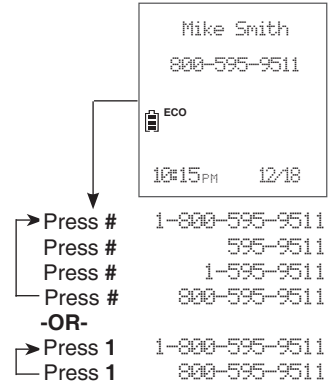 Mike Smith
800-595-9511
ECO
10:15PM 12/18
Press # 1-800-595-9511
Press # 595-9511
Press # 1-595-9511
Press # 800-595-9511
-OR-
Press 1 1-800-595-9511
Press 1 800-595-9511